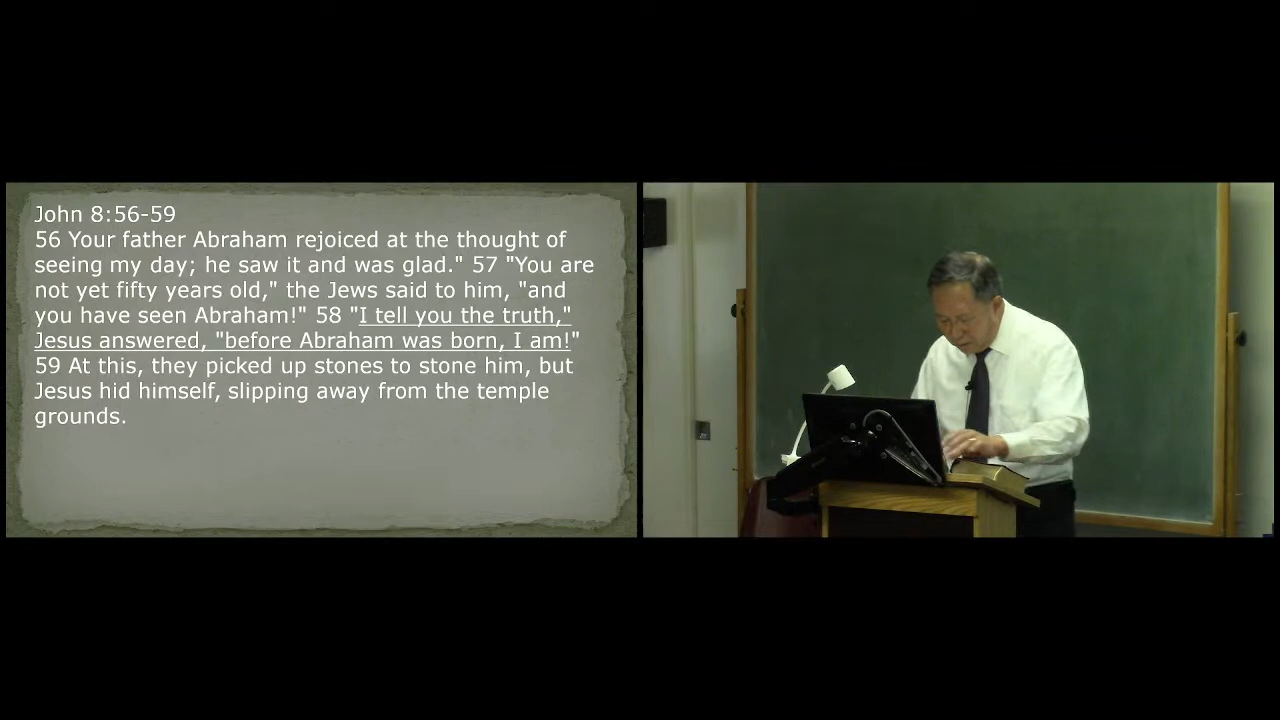 John 8:56-59
56 Your father Abraham rejoiced at the thought of
seeing my day; he saw it and was glad." 57 "You are
not yet fifty years old," the Jews said to him, "and
you have seen Abraham!" 58 "I tell you the truth,"
Jesus answered, "before Abraham was born, I am!"
59 At this, they picked up stones to stone him, but
Jesus hid himself, slipping away from the temple
grounds.